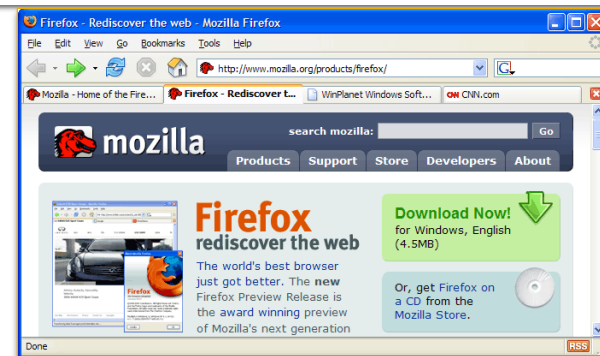 Firefox - Rediscover the web - Mozilla Firefox
File Edit View Go Bookmarks Tools Help
http://www.mozilla.org/products/firefox/
G
Mozilla - Home of the Fire... Firefox - Rediscover t... WinPlanet Windows Soft... CNN.com
mozilla
search mozilla: Go
Products Support Store Developers About
Firefox
rediscover the web
The world's best browser
just got better. The new
Firefox Preview Release is
the award winning preview
of Mozilla's next generation
Firefox
Download Now!
for Windows, English
(4.5MB)
Or, get Firefox on
a CD from the
Mozilla Store.
Done RSS